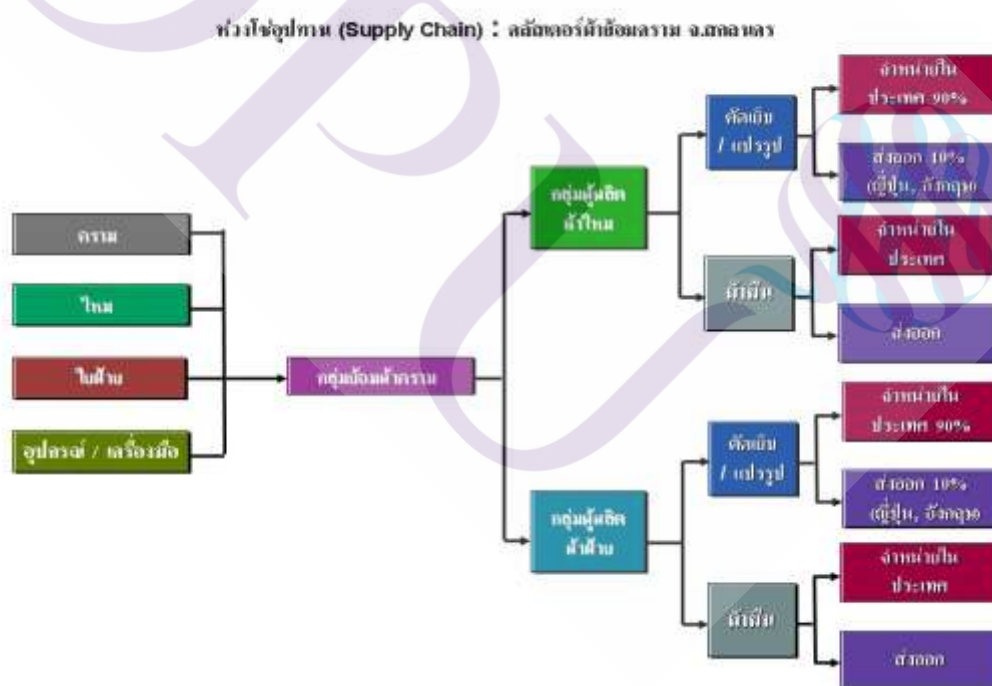 ห่วงโซ่อุปทาน (Supply Chain) : คลัสเตอร์ผ้าย้อมคราม จ.สกลนคร
คราม
ไหม
ใบฝ้าย
อุปกรณ์ / เครื่องมือ
กลุ่มย้อมผ้าคราม
กลุ่มผู้ผลิต
ผ้าไหม
ตัดเย็บ
/ แปรรูป
จำหน่ายใน
ประเทศ 90%
ส่งออก 10%
(ญี่ปุ่น, อังกฤษ)
ผ้าผืน
จำหน่ายใน
ประเทศ
ส่งออก
กลุ่มผู้ผลิต
ผ้าฝ้าย
ตัดเย็บ
/ แปรรูป
จำหน่ายใน
ประเทศ 90%
ส่งออก 10%
(ญี่ปุ่น, อังกฤษ)
ผ้าผืน
จำหน่ายใน
ประเทศ
ส่งออก